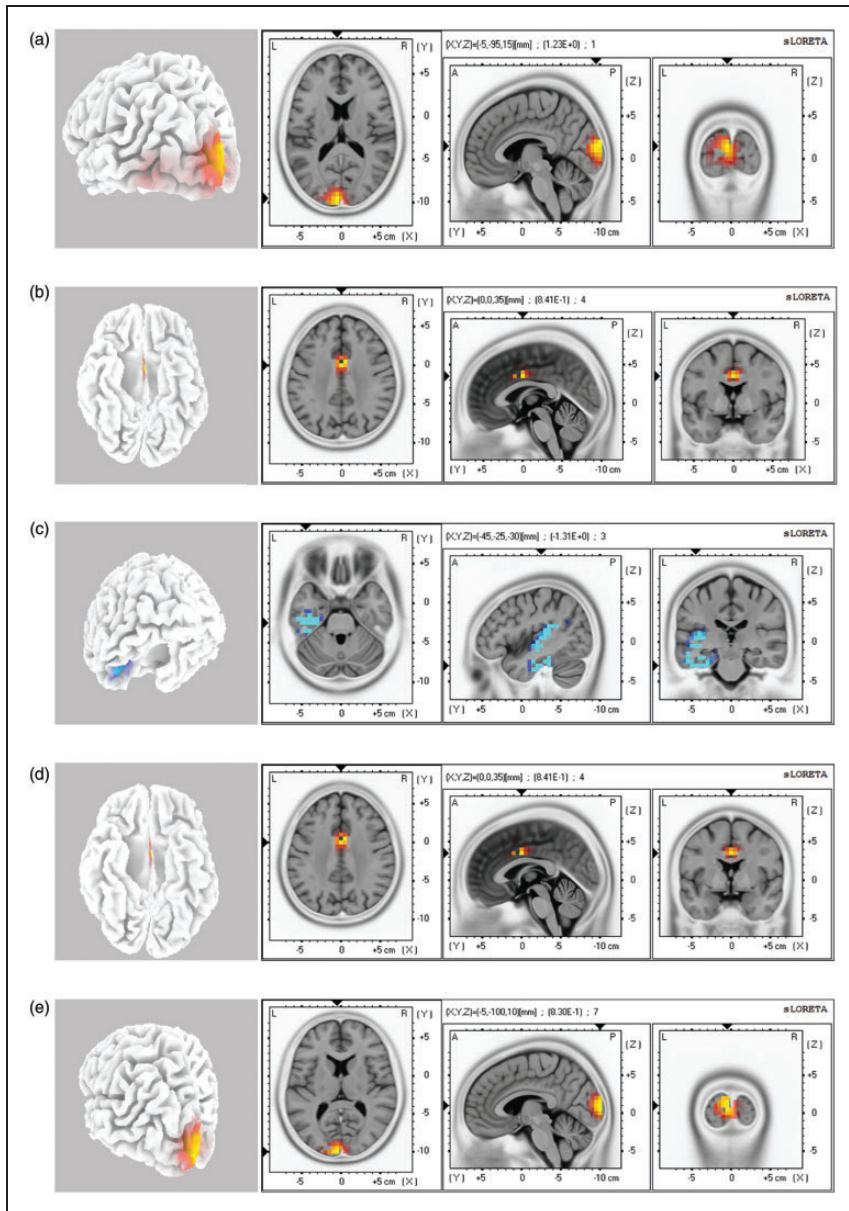 (a)
L R (Y)
(X,Y,Z)=(-5,-95,15)[mm] ; (1.23E+0) ; 1 sLORETA
A P (Z)
L R (Z)
+5
0
-5
-10
+5
0
-5
+5
0
-5
-5 0 +5 cm (X)
(Y) +5 0 -5 -10 cm
-5 0 +5 cm (X)
(b)
L R (Y)
(X,Y,Z)=(0,0,35)[mm] ; (8.41E-1) ; 4 sLORETA
A P (Z)
L R (Z)
+5
0
-5
-10
+5
0
-5
+5
0
-5
-5 0 +5 cm (X)
(Y) +5 0 -5 -10 cm
-5 0 +5 cm (X)
(c)
L R (Y)
(X,Y,Z)=(-45,-25,-30)[mm] ; (-1.31E+0) ; 3 sLORETA
A P (Z)
L R (Z)
+5
0
-5
-10
+5
0
-5
+5
0
-5
-5 0 +5 cm (X)
(Y) +5 0 -5 -10 cm
-5 0 +5 cm (X)
(d)
L R (Y)
(X,Y,Z)=(0,0,35)[mm] ; (8.41E-1) ; 4 sLORETA
A P (Z)
L R (Z)
+5
0
-5
-10
+5
0
-5
+5
0
-5
-5 0 +5 cm (X)
(Y) +5 0 -5 -10 cm
-5 0 +5 cm (X)
(e)
L R (Y)
(X,Y,Z)=(-5,-100,10)[mm] ; (8.30E-1) ; 7 sLORETA
A P (Z)
L R (Z)
+5
0
-5
-10
+5
0
-5
+5
0
-5
-5 0 +5 cm (X)
(Y) +5 0 -5 -10 cm
-5 0 +5 cm (X)